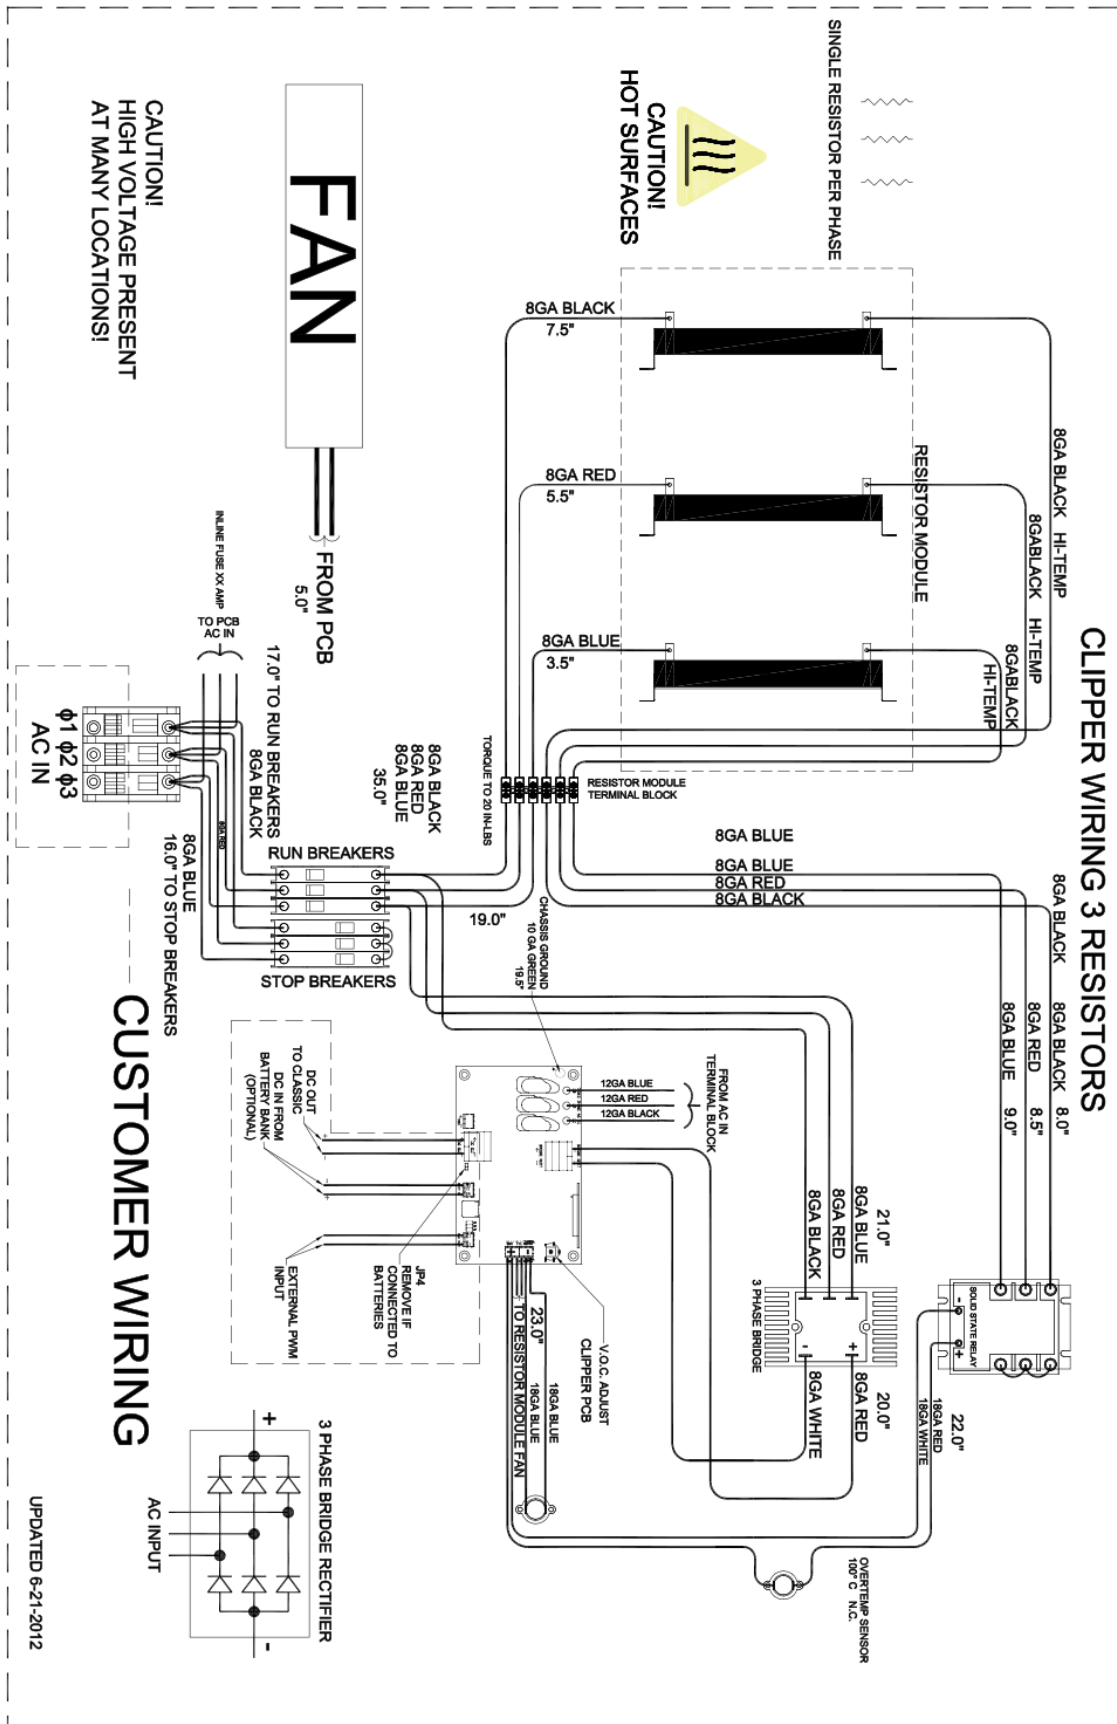 CLIPPER WIRING 3 RESISTORS
SINGLE RESISTOR PER PHASE
CAUTION!
HOT SURFACES
CAUTION!
HIGH VOLTAGE PRESENT
AT MANY LOCATIONS!
FAN
FROM PCB
5.0"
RESISTOR MODULE
8GA BLACK
7.5"
8GA RED
5.5"
8GA BLUE
3.5"
8GA BLACK HI-TEMP
8GABLACK HI-TEMP
8GABLACK
HI-TEMP
TORQUE TO 20 IN-LBS
RESISTOR MODULE
TERMINAL BLOCK
8GA BLUE
8GA BLUE
8GA RED
8GA BLACK
8GA BLACK
8GA BLACK 8.0"
8GA RED 8.5"
8GA BLUE 9.0"
INLINE FUSE XX AMP
TO PCB
AC IN
17.0" TO RUN BREAKERS
8GA BLACK
8GA RED
8GA BLUE
16.0" TO STOP BREAKERS
8GA BLACK
8GA RED
8GA BLUE
35.0"
RUN BREAKERS
STOP BREAKERS
19.0"
ϕ1 ϕ2 ϕ3
AC IN
CHASSIS GROUND
10 GA GREEN
19.5"
12GA BLUE
12GA RED
12GA BLACK
FROM AC IN
TERMINAL BLOCK
21.0"
8GA BLUE
8GA RED
8GA BLACK
3 PHASE BRIDGE
-
+
20.0"
8GA RED
8GA WHITE
SOLID STATE RELAY
-
+
22.0"
18GA RED
18GA WHITE
CUSTOMER WIRING
DC OUT
TO CLASSIC
DC IN FROM
BATTERY BANK
(OPTIONAL)
EXTERNAL PWM
INPUT
JP4
REMOVE IF
CONNECTED TO
BATTERIES
V.O.C. ADJUST
CLIPPER PCB
23.0"
TO RESISTOR MODULE FAN
18GA BLUE
18GA BLUE
OVERTEMP SENSOR
100° C N.C.
3 PHASE BRIDGE RECTIFIER
+
-
AC INPUT
UPDATED 6-21-2012